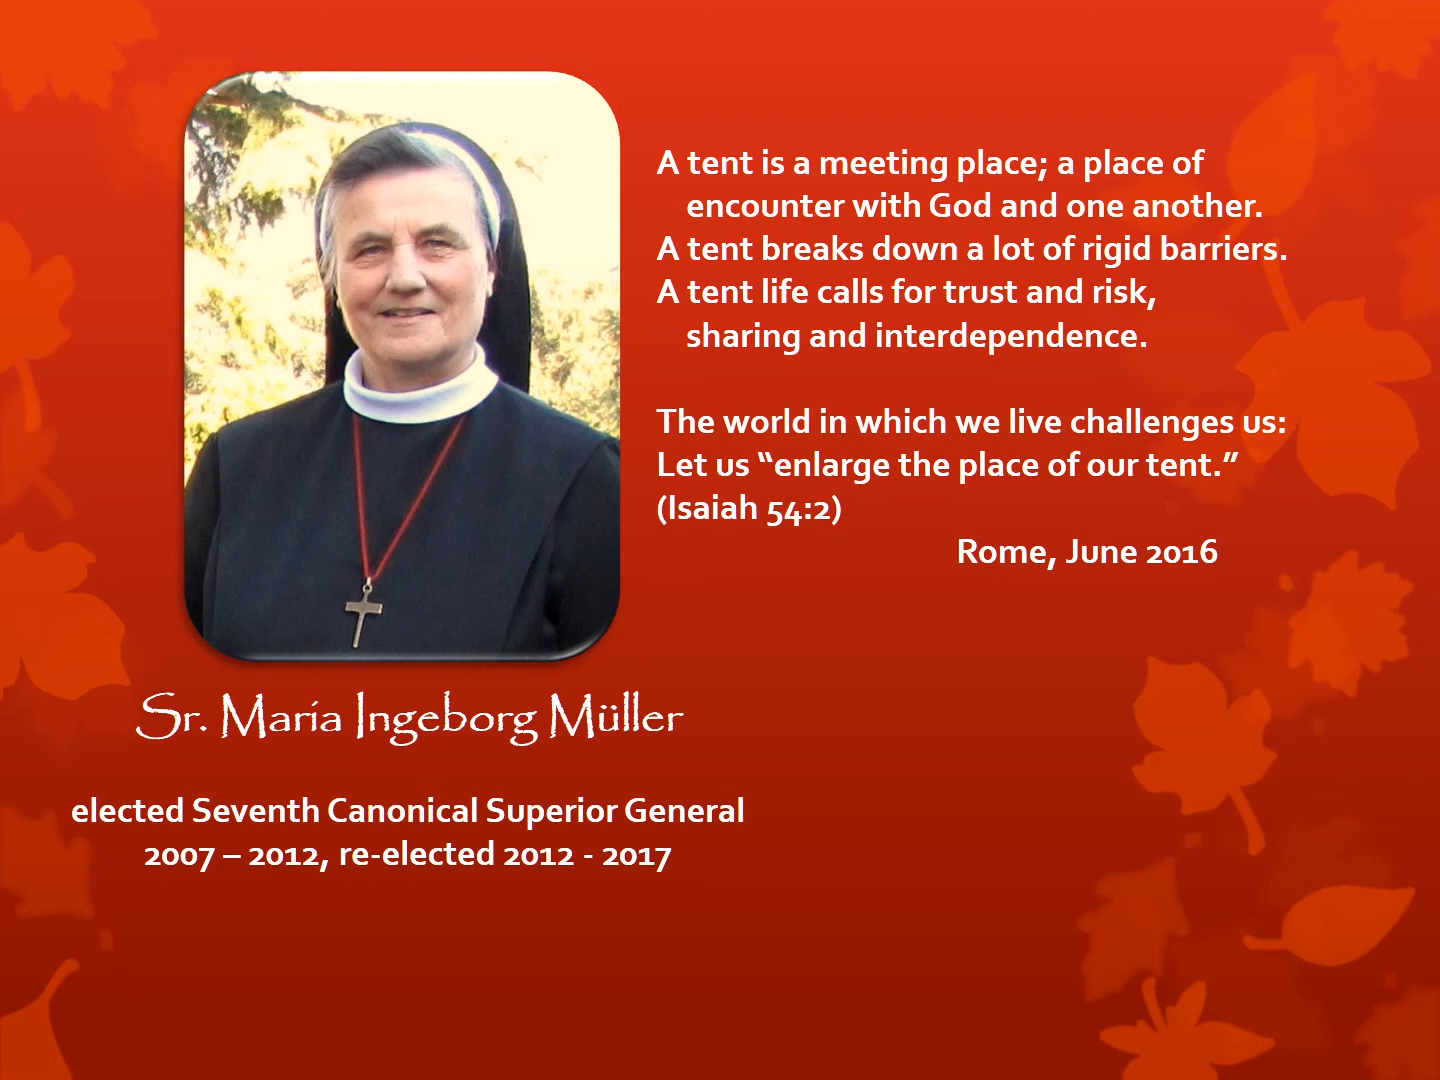 A tent is a meeting place; a place of
encounter with God and one another.
A tent breaks down a lot of rigid barriers.
A tent life calls for trust and risk,
sharing and interdependence.
The world in which we live challenges us:
Let us “enlarge the place of our tent.”
(Isaiah 54:2)
Rome, June 2016
Sr. Maria Ingeborg Müller
elected Seventh Canonical Superior General
2007 – 2012, re-elected 2012 - 2017